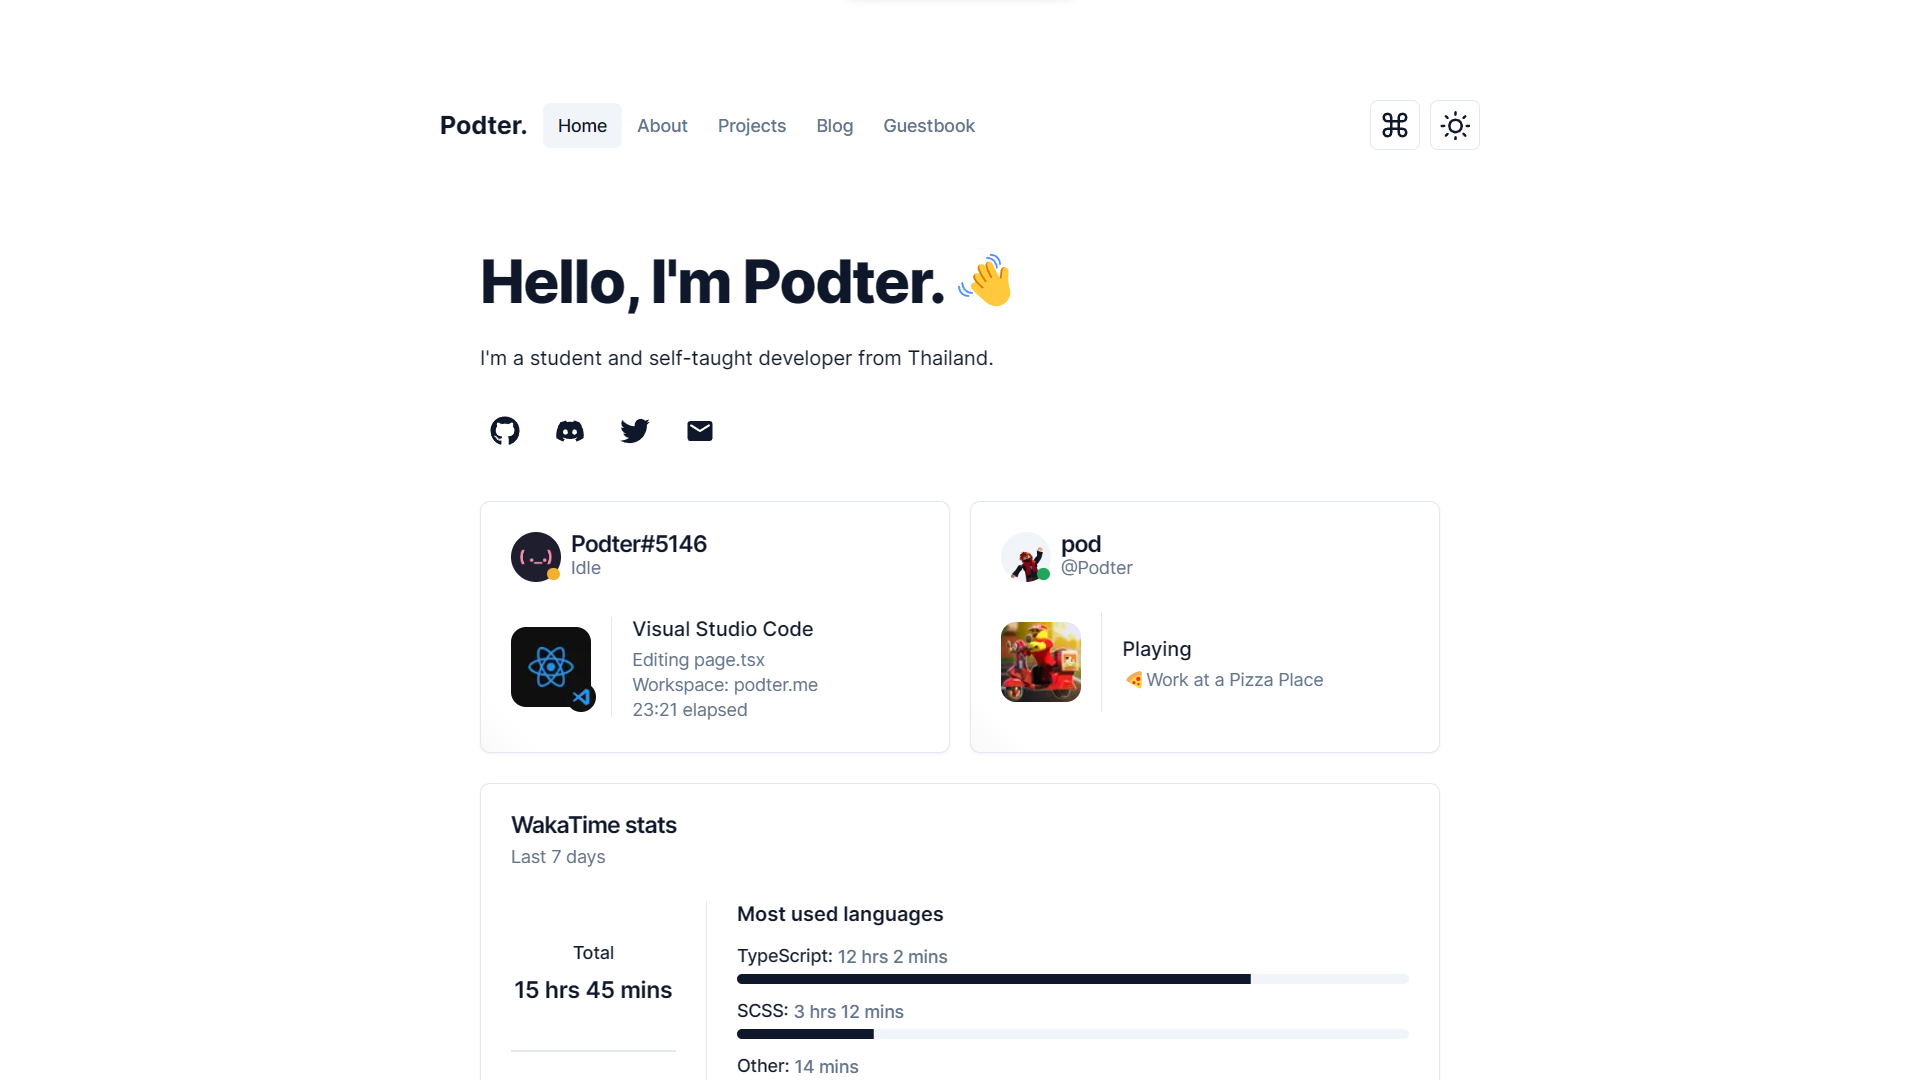 Podter.
Home
About
Projects
Blog
Guestbook
Hello, I'm Podter. 👋
I'm a student and self-taught developer from Thailand.
Podter#5146
Idle
Visual Studio Code
Editing page.tsx
Workspace: podter.me
23:21 elapsed
pod
@Podter
Playing
🍕Work at a Pizza Place
WakaTime stats
Last 7 days
Total
15 hrs 45 mins
Most used languages
TypeScript: 12 hrs 2 mins
SCSS: 3 hrs 12 mins
Other: 14 mins